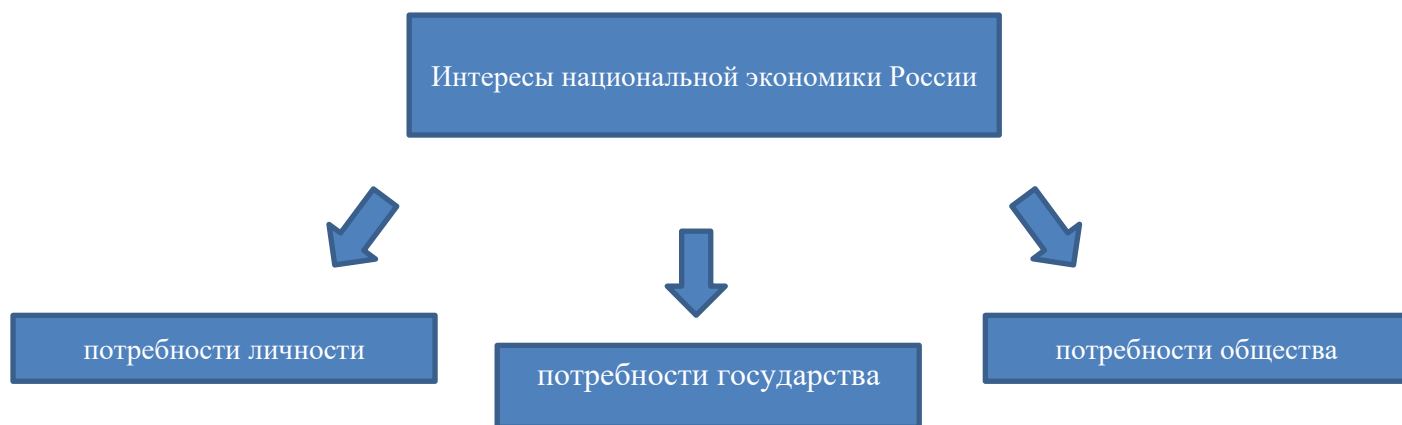 Интересы национальной экономики России
потребности личности
потребности государства
потребности общества